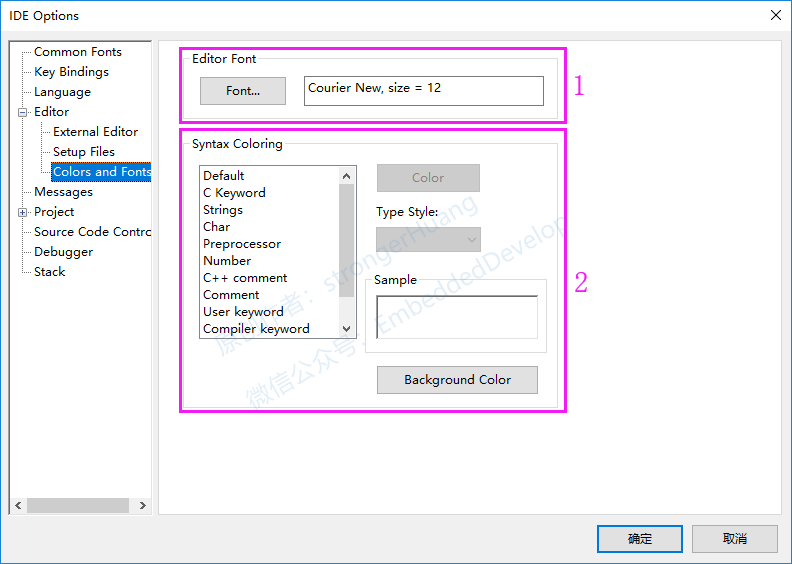 IDE Options
Common Fonts
Key Bindings
Language
Editor
External Editor
Setup Files
Colors and Fonts
Messages
Project
Source Code Contro
Debugger
Stack
Editor Font
Font...
Courier New, size = 12
1
Syntax Coloring
Default
C Keyword
Strings
Char
Preprocessor
Number
C++ comment
Comment
User keyword
Compiler keyword
Color
Type Style:
Sample
Background Color
2
原创作者：strongerHuang
微信公众号：EmbeddedDevelop
确定
取消